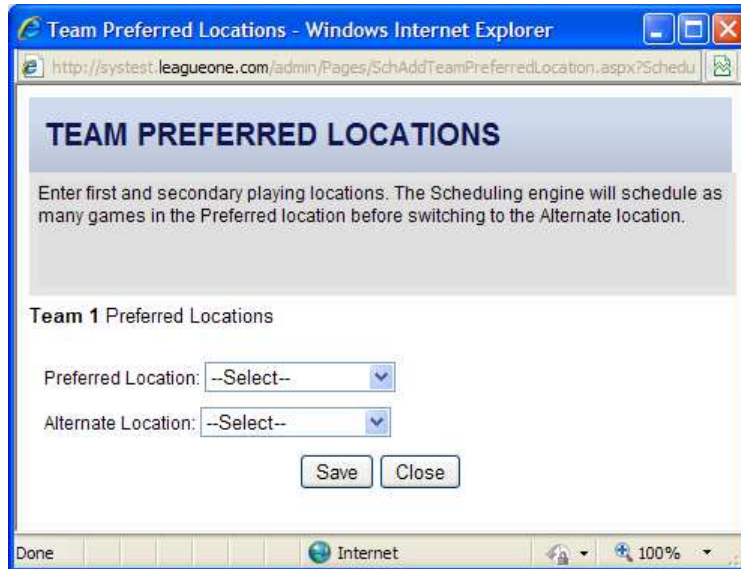 Team Preferred Locations - Windows Internet Explorer
http://systest.leagueone.com/admin/Pages/SchAddTeamPreferredLocation.aspx?Schedu
TEAM PREFERRED LOCATIONS
Enter first and secondary playing locations. The Scheduling engine will schedule as
many games in the Preferred location before switching to the Alternate location.
Team 1 Preferred Locations
Preferred Location: --Select--
Alternate Location: --Select--
Save Close
Done Internet 100%